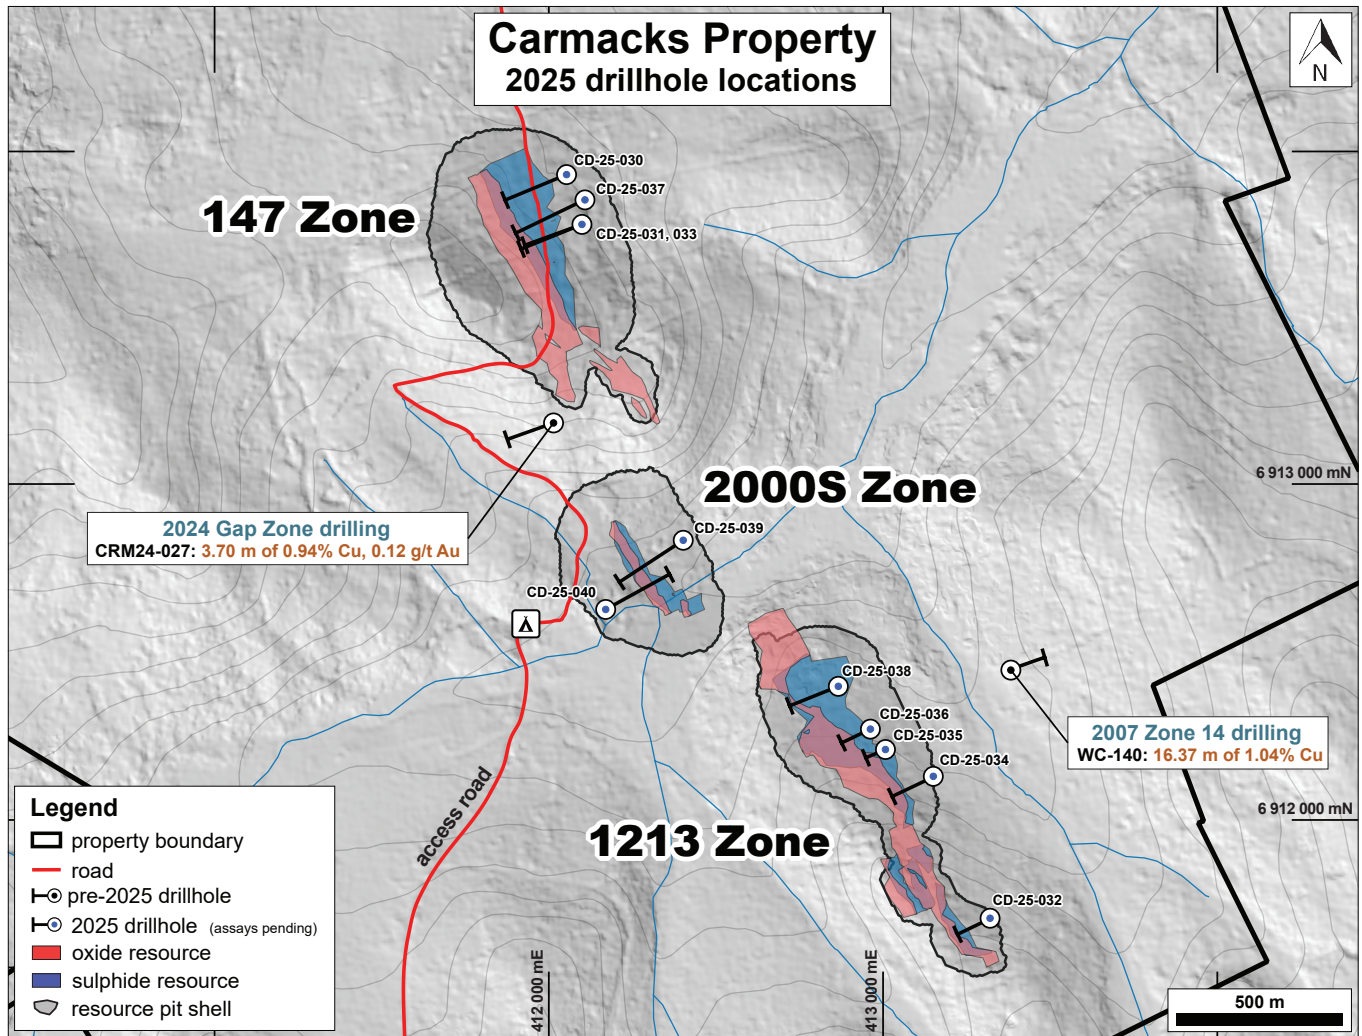 Carmacks Property
2025 drillhole locations
N
CD-25-030
CD-25-037
147 Zone
CD-25-031, 033
6 913 000 mN
2000S Zone
2024 Gap Zone drilling
CRM24-027: 3.70 m of 0.94% Cu, 0.12 g/t Au
CD-25-039
CD-25-040
CD-25-038
CD-25-036
CD-25-035
CD-25-034
2007 Zone 14 drilling
WC-140: 16.37 m of 1.04% Cu
6 912 000 mN
access road
1213 Zone
CD-25-032
Legend
property boundary
road
pre-2025 drillhole
2025 drillhole (assays pending)
oxide resource
sulphide resource
resource pit shell
412 000 mE
413 000 mE
500 m